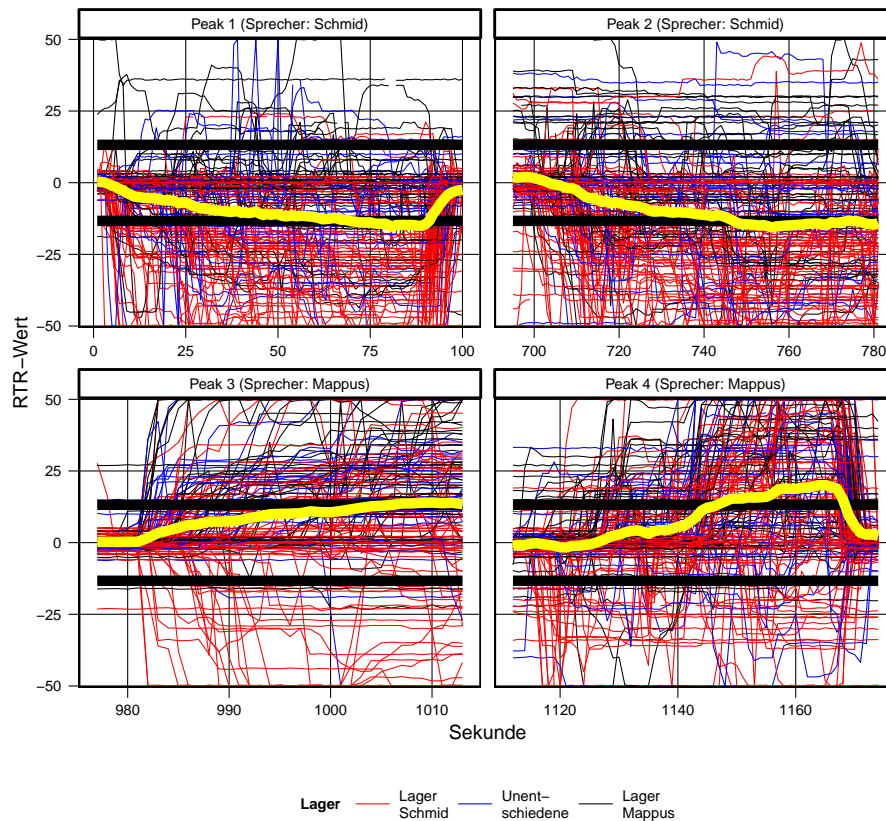 Peak 1 (Sprecher: Schmid)
Peak 2 (Sprecher: Schmid)
50
25
0
−25
−50
0
25
50
75
100
700
720
740
760
780
RTR−Wert
Peak 3 (Sprecher: Mappus)
Peak 4 (Sprecher: Mappus)
50
25
0
−25
−50
980
990
1000
1010
1120
1140
1160
Sekunde
Lager
Lager
Schmid
Unent−
schiedene
Lager
Mappus